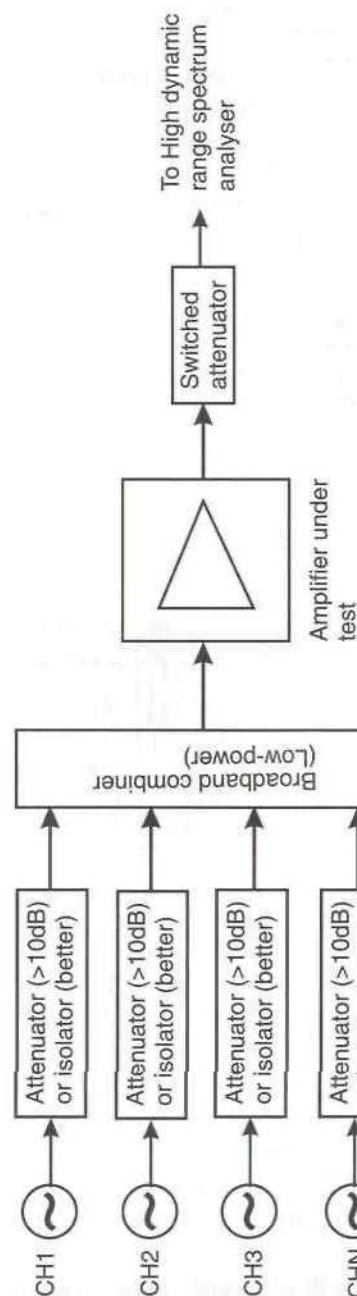 CH1
CH2
CH3
CHN
Attenuator (>10dB)
or isolator (better)
Attenuator (>10dB)
or isolator (better)
Attenuator (>10dB)
or isolator (better)
Attenuator (>10dB)
Broadband combiner
(Low-power)
Amplifier under
test
Switched
attenuator
To High dynamic
range spectrum
analyser